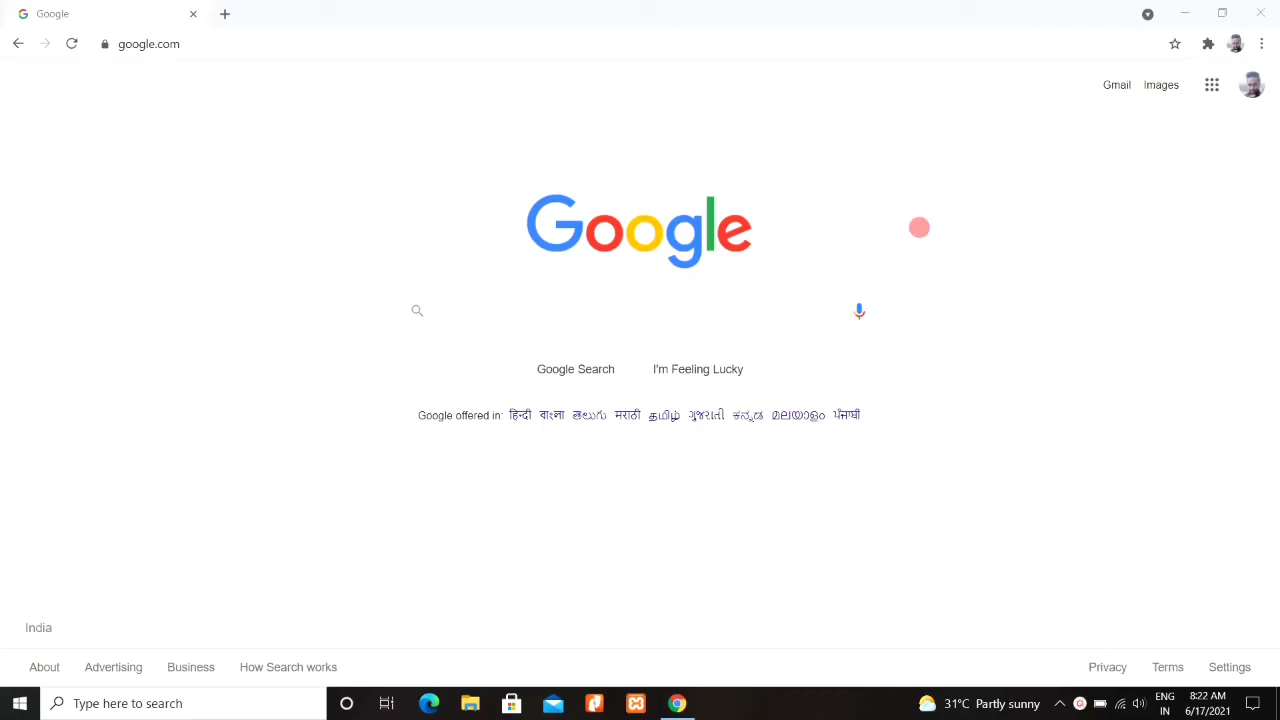 Google
google.com
Gmail Images
Google
Google Search I'm Feeling Lucky
Google offered in: हिन्दी বাংলা తెలుగు मराठी தமிழ் ગુજરાતી ಕನ್ನಡ മലയാളം ਪੰਜਾਬੀ
India
About Advertising Business How Search works Privacy Terms Settings
Type here to search
31°C Partly sunny
ENG
IN
8:22 AM
6/17/2021